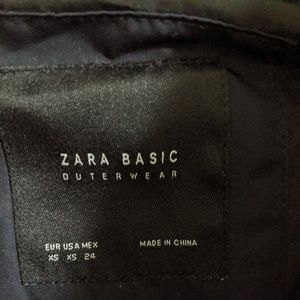 ZARA BASIC
OUTERWEAR
EUR USA MEX MADE IN CHINA
XS XS 24